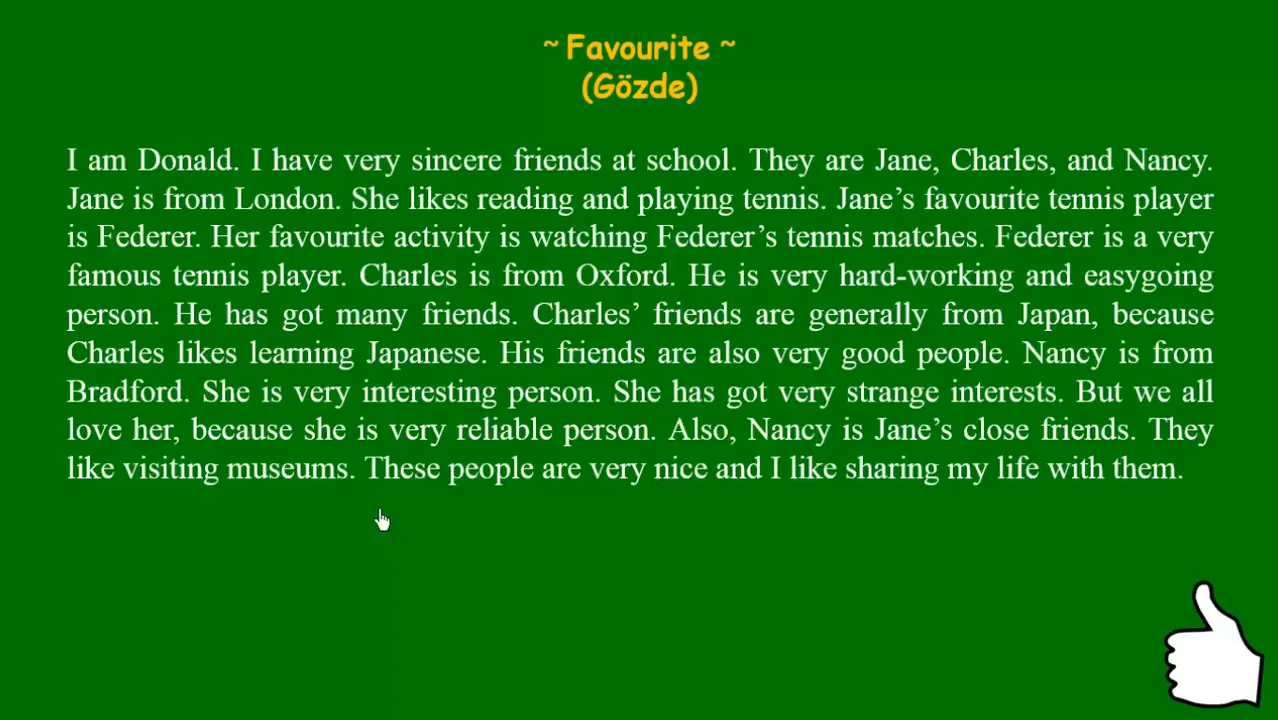 ~ Favourite ~
(Gözde)
I am Donald. I have very sincere friends at school. They are Jane, Charles, and Nancy.
Jane is from London. She likes reading and playing tennis. Jane’s favourite tennis player
is Federer. Her favourite activity is watching Federer’s tennis matches. Federer is a very
famous tennis player. Charles is from Oxford. He is very hard-working and easygoing
person. He has got many friends. Charles’ friends are generally from Japan, because
Charles likes learning Japanese. His friends are also very good people. Nancy is from
Bradford. She is very interesting person. She has got very strange interests. But we all
love her, because she is very reliable person. Also, Nancy is Jane’s close friends. They
like visiting museums. These people are very nice and I like sharing my life with them.